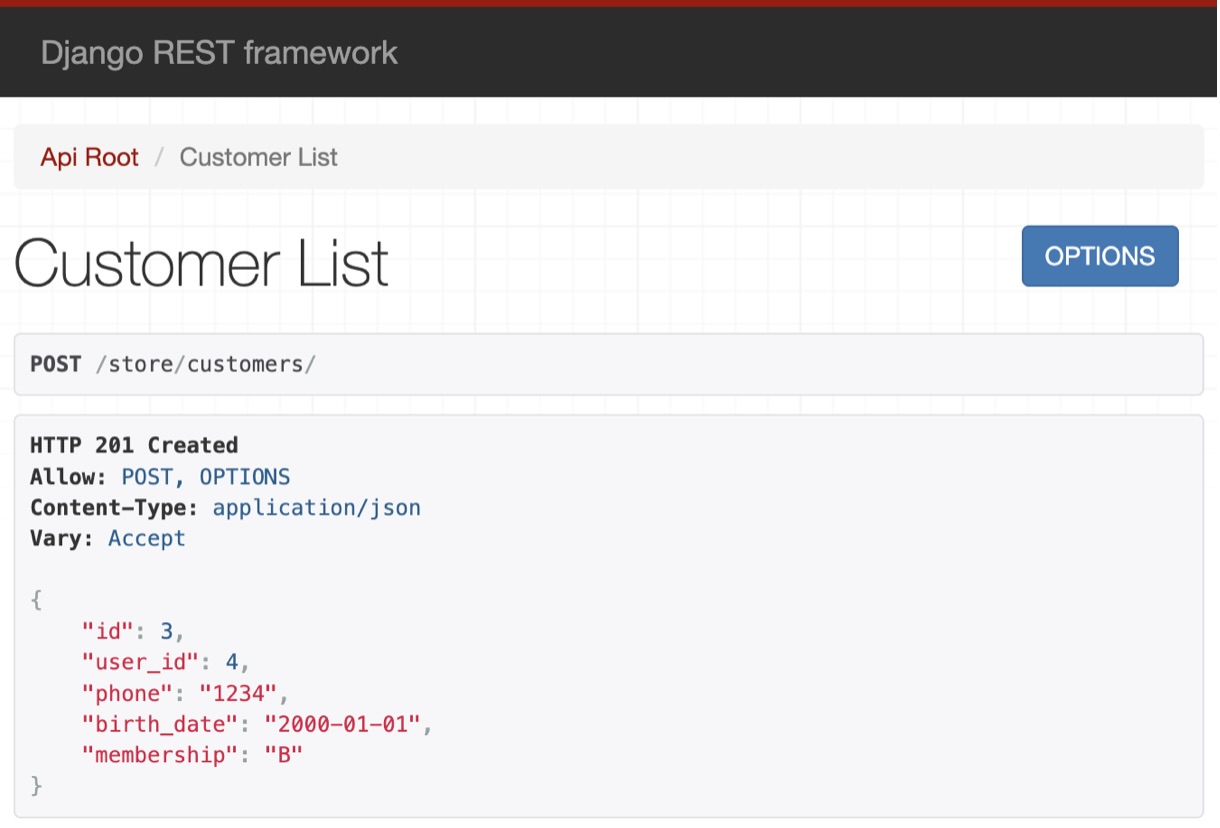 Django REST framework
Api Root / Customer List
Customer List
OPTIONS
POST /store/customers/
HTTP 201 Created
Allow: POST, OPTIONS
Content-Type: application/json
Vary: Accept
{
    "id": 3,
    "user_id": 4,
    "phone": "1234",
    "birth_date": "2000-01-01",
    "membership": "B"
}